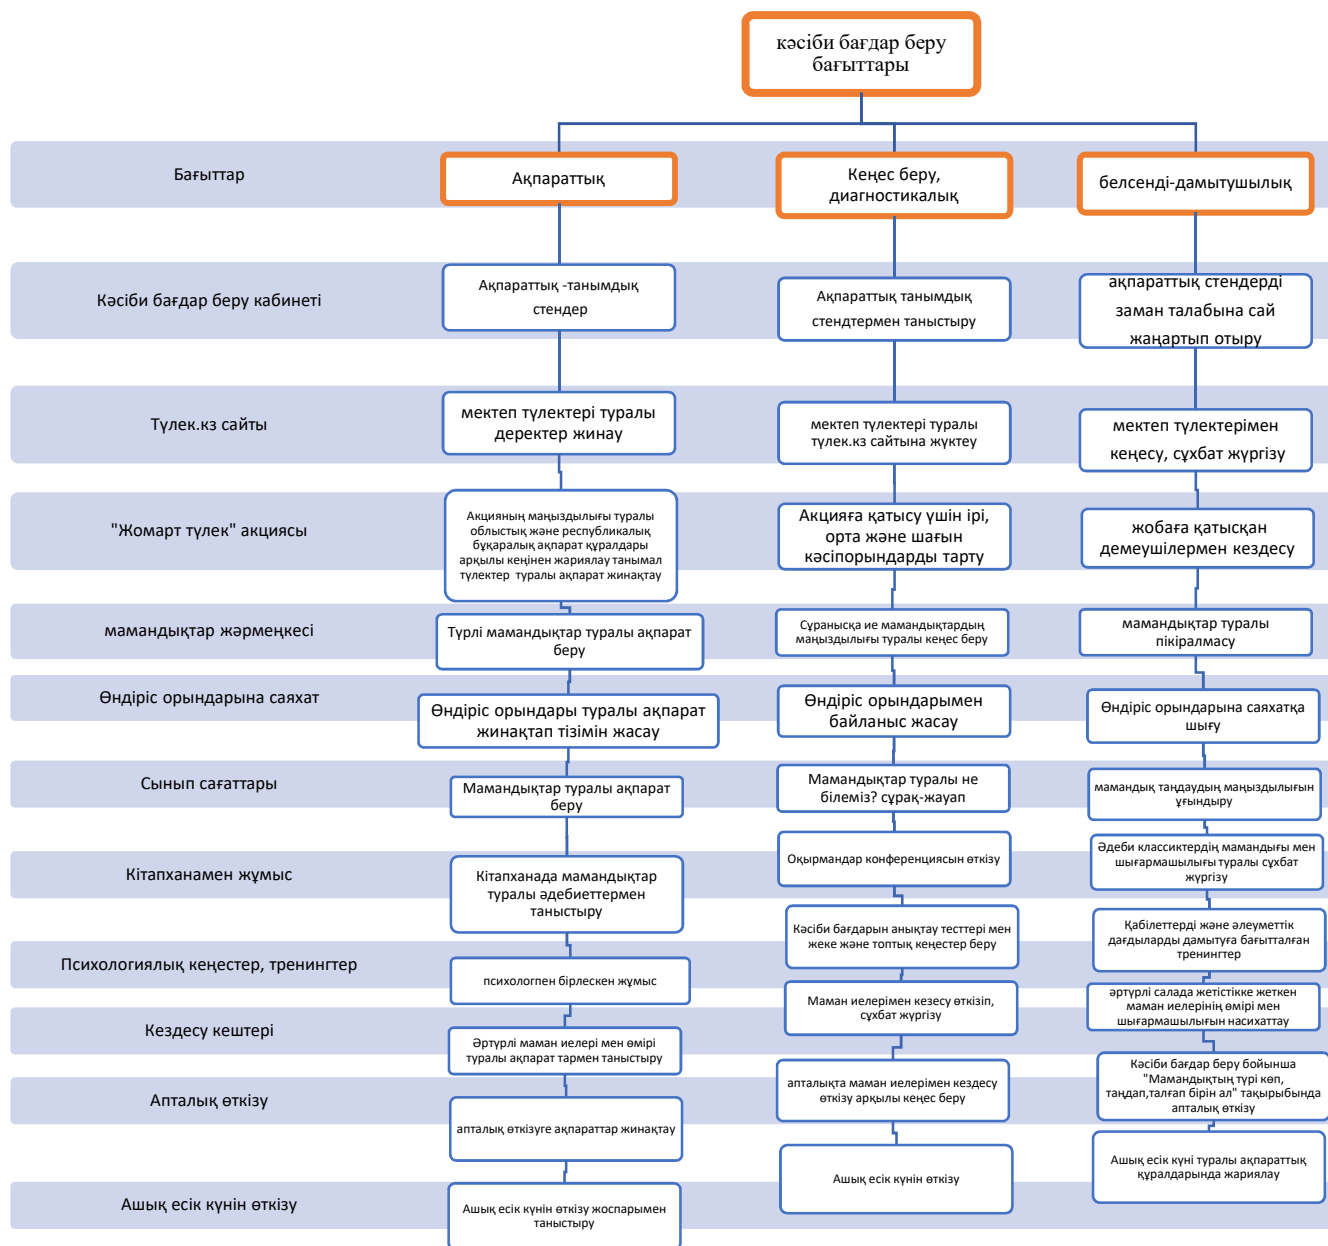 кәсіби бағдар беру
бағыттары
Бағыттар
Ақпараттық
Кеңес беру,
диагностикалық
белсенді-дамытушылық
Кәсіби бағдар беру кабинеті
Ақпараттық -танымдық
стендер
Ақпараттық танымдық
стендтермен таныстыру
ақпараттық стендерді
заман талабына сай
жаңартып отыру
Түлек.кз сайты
мектеп түлектері туралы
деректер жинау
мектеп түлектері туралы
түлек.кз сайтына жүктеу
мектеп түлектерімен
кеңесу, сұхбат жүргізу
"Жомарт түлек" акциясы
Акцияның маңыздылығы туралы
облыстық және республикалық
бұқаралық ақпарат құралдары
арқылы кеңінен жариялау танымал
түлектер  туралы ақпарат жинақтау
Акцияға қатысу үшін ірі,
орта және шағын
кәсіпорындарды тарту
жобаға қатысқан
демеушілермен кездесу
мамандықтар жәрмеңкесі
Түрлі мамандықтар туралы ақпарат
беру
Сұранысқа ие мамандықтардың
маңыздылығы туралы кеңес беру
мамандықтар туралы
пікіралмасу
Өндіріс орындарына саяхат
Өндіріс орындары туралы ақпарат
жинақтап тізімін жасау
Өндіріс орындарымен
байланыс жасау
Өндіріс орындарына саяхатқа
шығу
Сынып сағаттары
Мамандықтар туралы ақпарат
беру
Мамандықтар туралы не
білеміз? сұрақ-жауап
мамандық таңдаудың маңыздылығын
ұғындыру
Кітапханамен жұмыс
Кітапханада мамандықтар
туралы әдебиеттермен
таныстыру
Оқырмандар конференциясын өткізу
Әдеби классиктердің мамандығы мен
шығармашылығы туралы сұхбат
жүргізу
Психологиялық кеңестер, тренингтер
психологпен бірлескен жұмыс
Кәсіби бағдарын анықтау тесттері мен
жеке және топтық кеңестер беру
Қабілеттерді және әлеуметтік
дағдыларды дамытуға бағытталған
тренингтер
Кездесу кештері
Әртүрлі маман иелері мен өмірі
туралы ақпарат тармен таныстыру
Маман иелерімен кезесу өткізіп,
сұхбат жүргізу
әртүрлі салада жетістікке жеткен
маман иелерінің өмірі мен
шығармашылығын насихаттау
Апталық өткізу
апталық өткізуге ақпараттар жинақтау
апталықта маман иелерімен кездесу
өткізу арқылы кеңес беру
Кәсіби бағдар беру бойынша
"Мамандықтың түрі көп,
таңдап,талғап бірін ал" тақырыбында
апталық өткізу
Ашық есік күнін өткізу
Ашық есік күнін өткізу жоспарымен
таныстыру
Ашық есік күнін өткізу
Ашық есік күні туралы ақпараттық
құралдарында жариялау